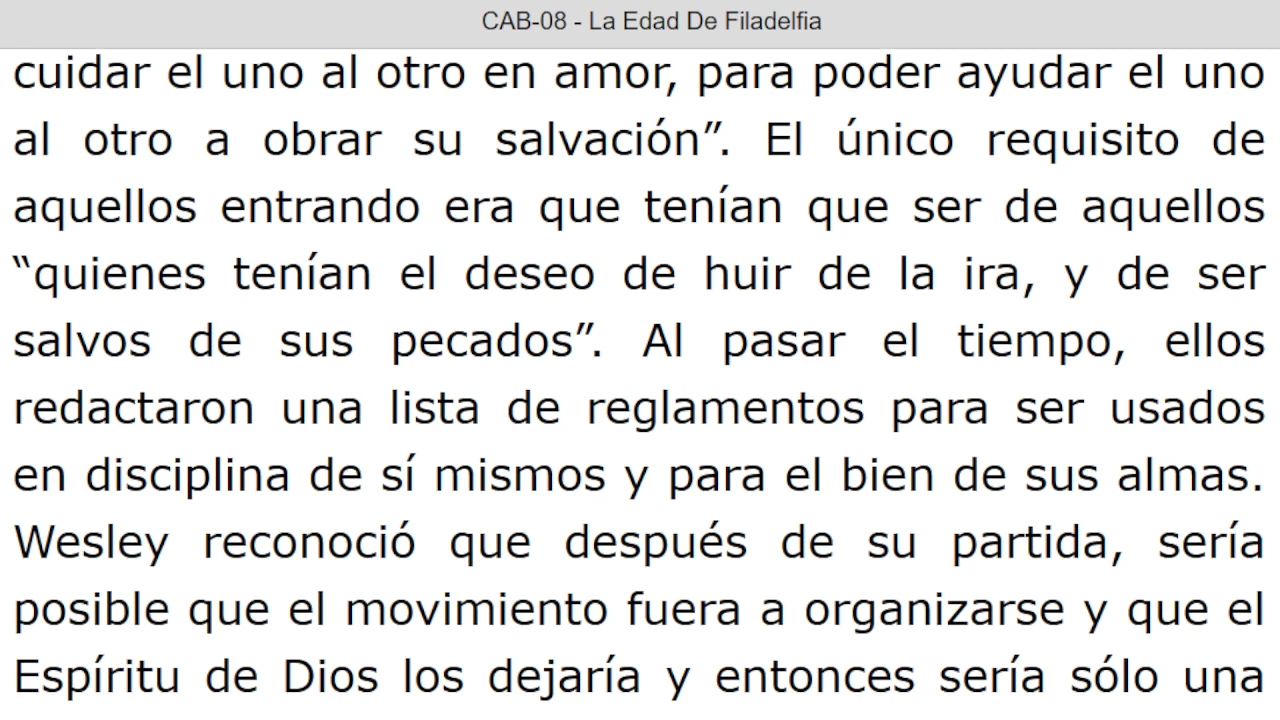 CAB-08 - La Edad De Filadelfia
cuidar el uno al otro en amor, para poder ayudar el uno
al otro a obrar su salvación”. El único requisito de
aquellos entrando era que tenían que ser de aquellos
“quienes tenían el deseo de huir de la ira, y de ser
salvos de sus pecados”. Al pasar el tiempo, ellos
redactaron una lista de reglamentos para ser usados
en disciplina de sí mismos y para el bien de sus almas.
Wesley reconoció que después de su partida, sería
posible que el movimiento fuera a organizarse y que el
Espíritu de Dios los dejaría y entonces sería sólo una